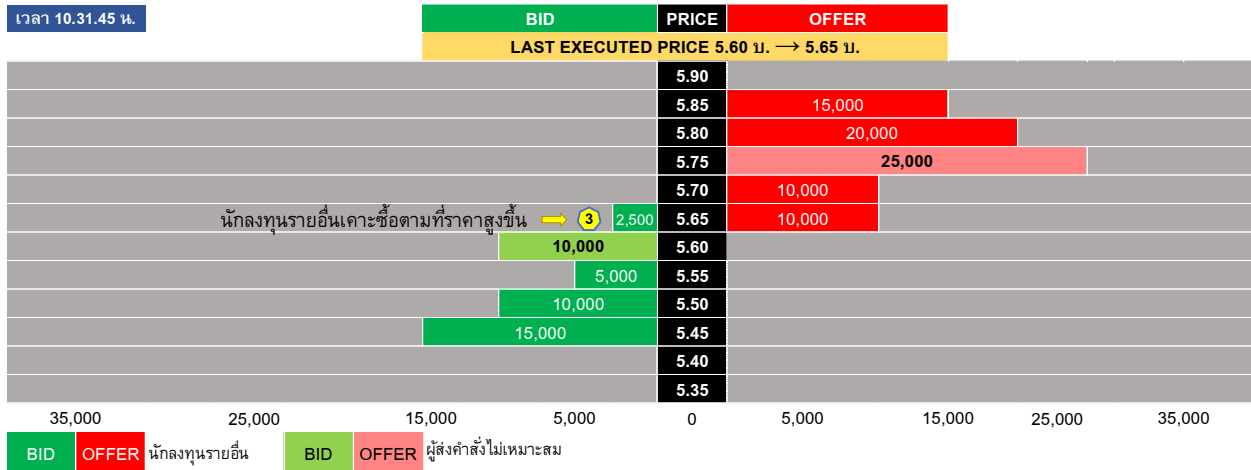 เวลา 10.31.45 น.
BID PRICE OFFER
LAST EXECUTED PRICE 5.60 บ. → 5.65 บ.
5.90
5.85 15,000
5.80 20,000
5.75 25,000
5.70 10,000
นักลงทุนรายอื่นเคาะซื้อตามที่ราคาสูงขึ้น 3 2,500 5.65 10,000
10,000 5.60
5,000 5.55
10,000 5.50
15,000 5.45
5.40
5.35
35,000 25,000 15,000 5,000 0 5,000 15,000 25,000 35,000
BID OFFER นักลงทุนรายอื่น BID OFFER ผู้ส่งคำสั่งไม่เหมาะสม